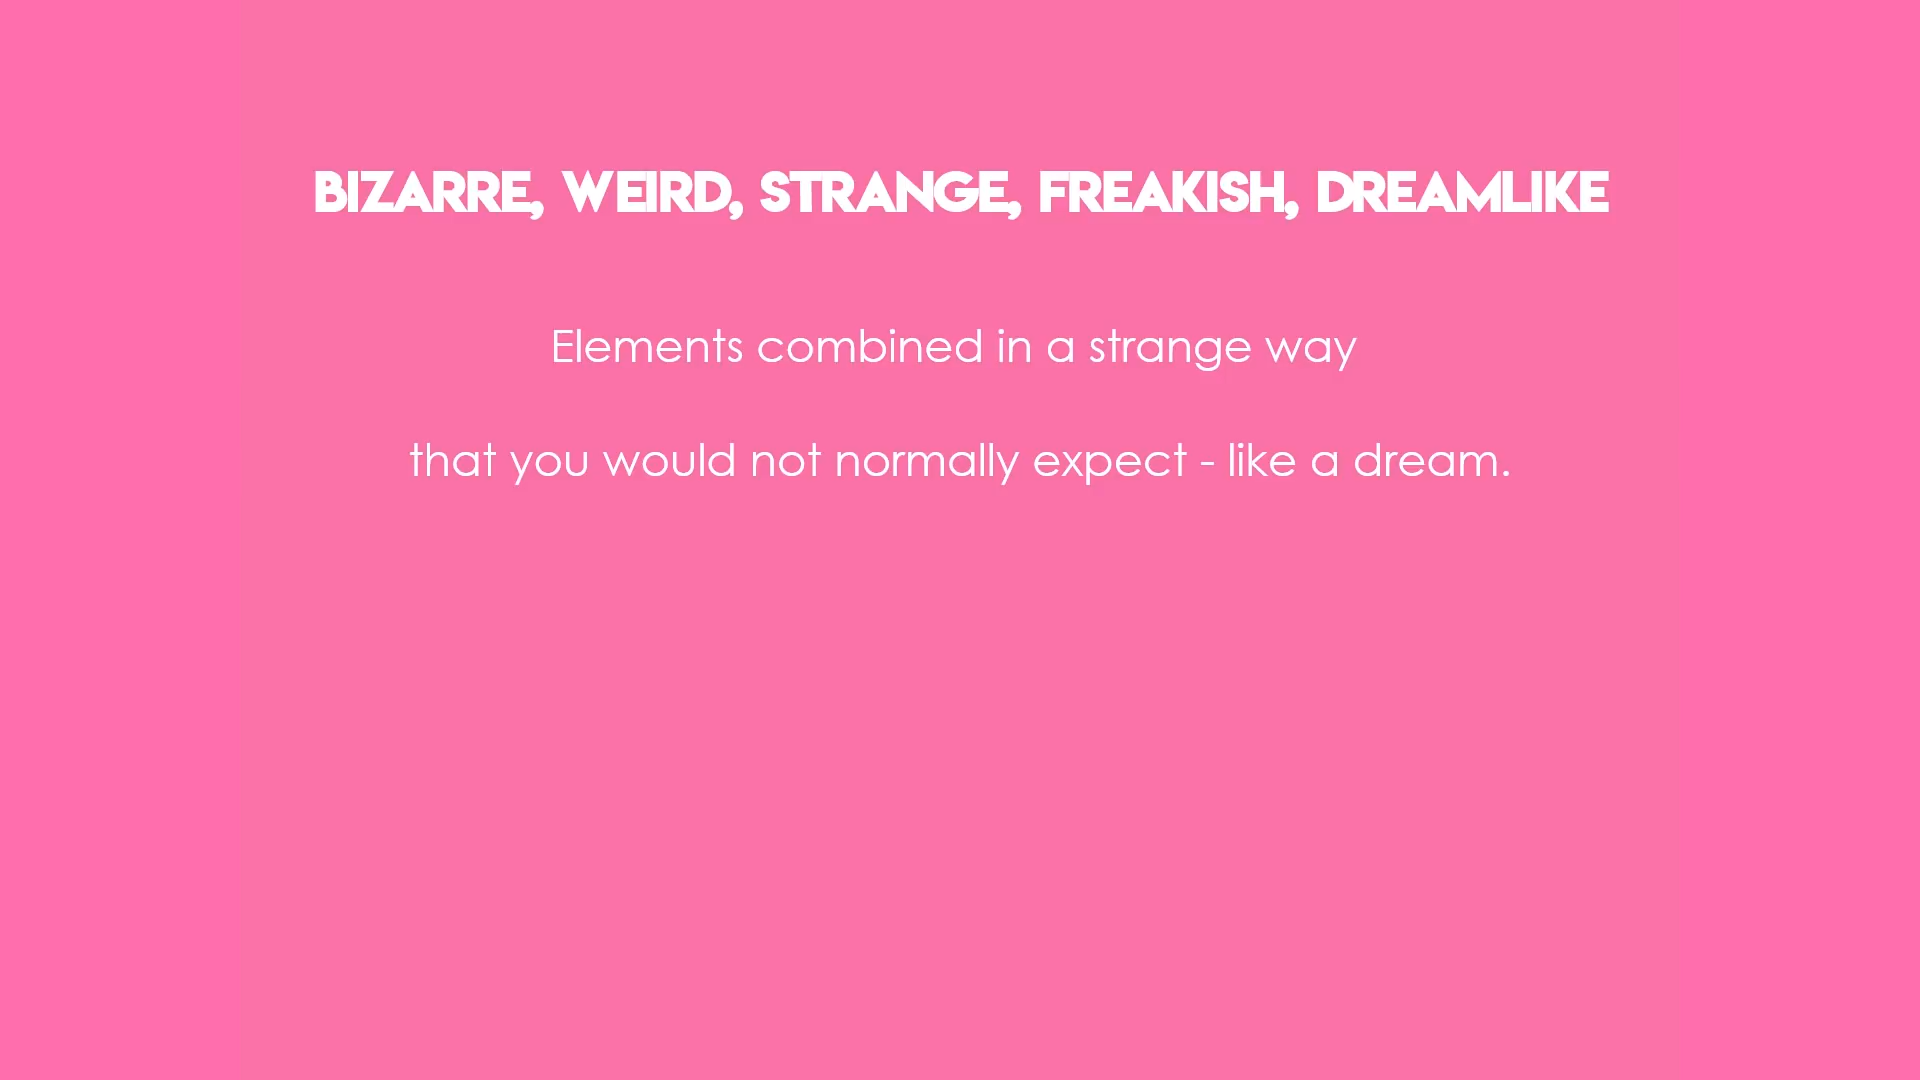 BIZARRE, WEIRD, STRANGE, FREAKISH, DREAMLIKE
Elements combined in a strange way
that you would not normally expect - like a dream.